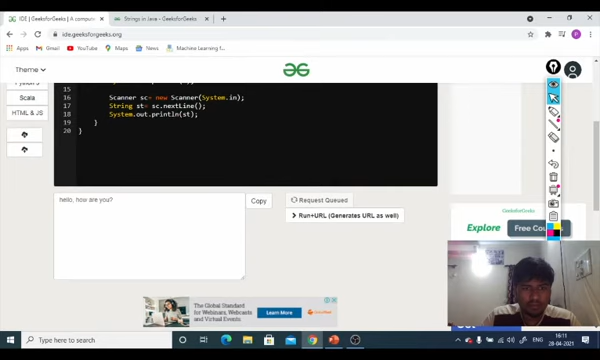 IDE | GeeksforGeeks | A comput
Strings in Java - GeeksforGeeks
ide.geeksforgeeks.org
Apps
Gmail
YouTube
Maps
News
Machine Learning f
Theme
Scala
HTML & JS
15
16 Scanner sc= new Scanner(System.in);
17 String st= sc.nextLine();
18 System.out.println(st);
19 }
20 }
hello, how are you?
Copy
Request Queued
Run+URL (Generates URL as well)
GeeksforGeeks
Explore
Free Cou
The Global Standard
for Webinars, Webcasts
and Virtual Events:
Learn More
Type here to search
ENG
16:11
28-04-2021